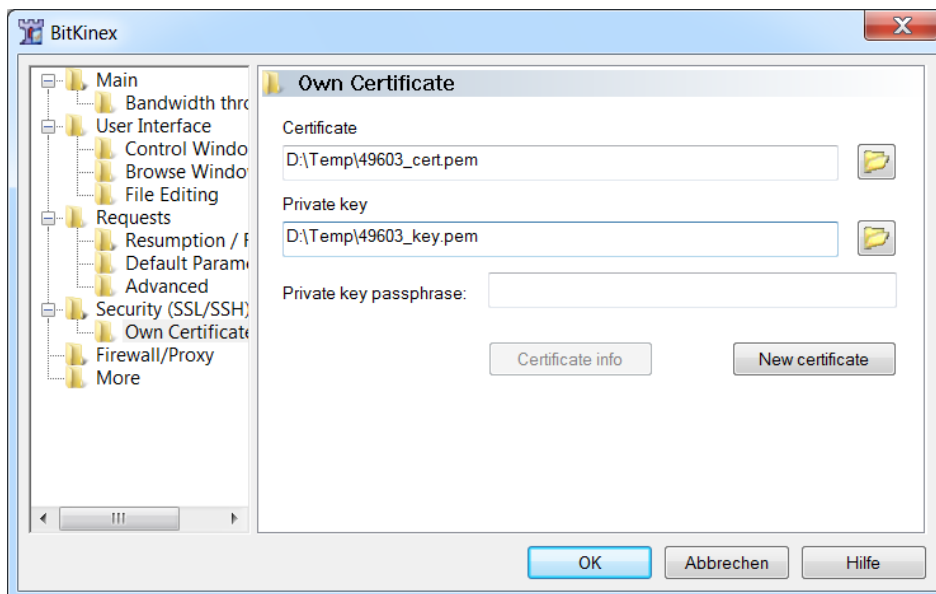 BitKinex
Main
Bandwidth thro
User Interface
Control Windo
Browse Windo
File Editing
Requests
Resumption / F
Default Parame
Advanced
Security (SSL/SSH)
Own Certificate
Firewall/Proxy
More
Own Certificate
Certificate
D:\Temp\49603_cert.pem
Private key
D:\Temp\49603_key.pem
Private key passphrase:
Certificate info
New certificate
OK
Abbrechen
Hilfe